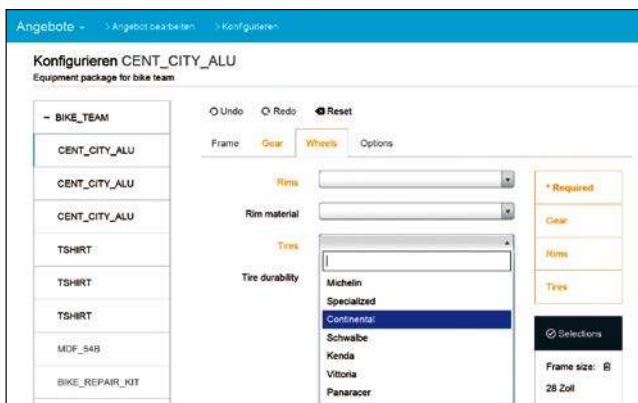 Angebote > Angebot bearbeiten > Konfigurieren
Konfigurieren CENT_CITY_ALU
Equipment package for bike team
− BIKE_TEAM
CENT_CITY_ALU
CENT_CITY_ALU
CENT_CITY_ALU
TSHIRT
TSHIRT
TSHIRT
MDF_54B
BIKE_REPAIR_KIT
Undo Redo Reset
Frame Gear Wheels Options
Rims
Rim material
Tires
Tire durability
Michelin
Specialized
Continental
Schwalbe
Kenda
Vittoria
Panaracer
* Required
Gear
Rims
Tires
Selections
Frame size:
28 Zoll